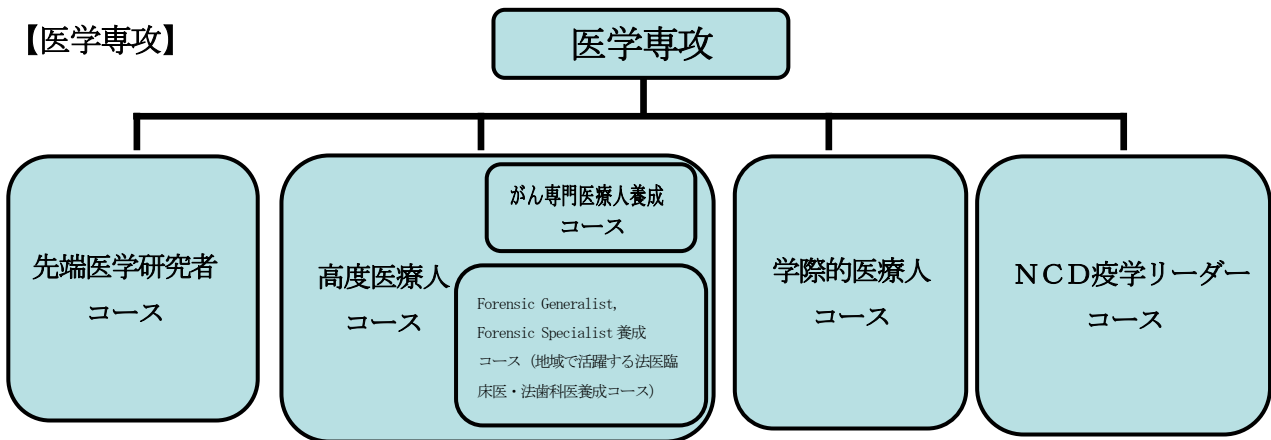 【医学専攻】
医学専攻
先端医学研究者
コース
高度医療人
コース
がん専門医療人養成
コース
Forensic Generalist,
Forensic Specialist 養成
コース（地域で活躍する法医臨
床医・法歯科医養成コース）
学際的医療人
コース
ＮＣＤ疫学リーダー
コース